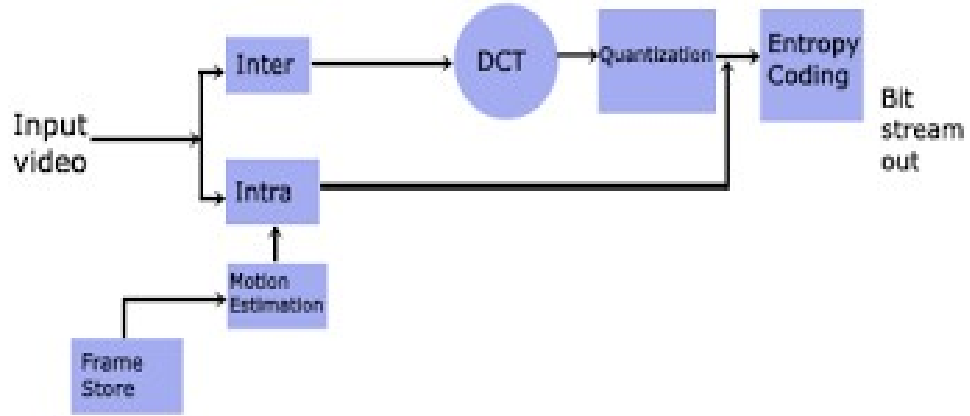 Input
video
Inter
DCT
Quantization
Entropy
Coding
Bit
stream
out
Intra
Motion
Estimation
Frame
Store